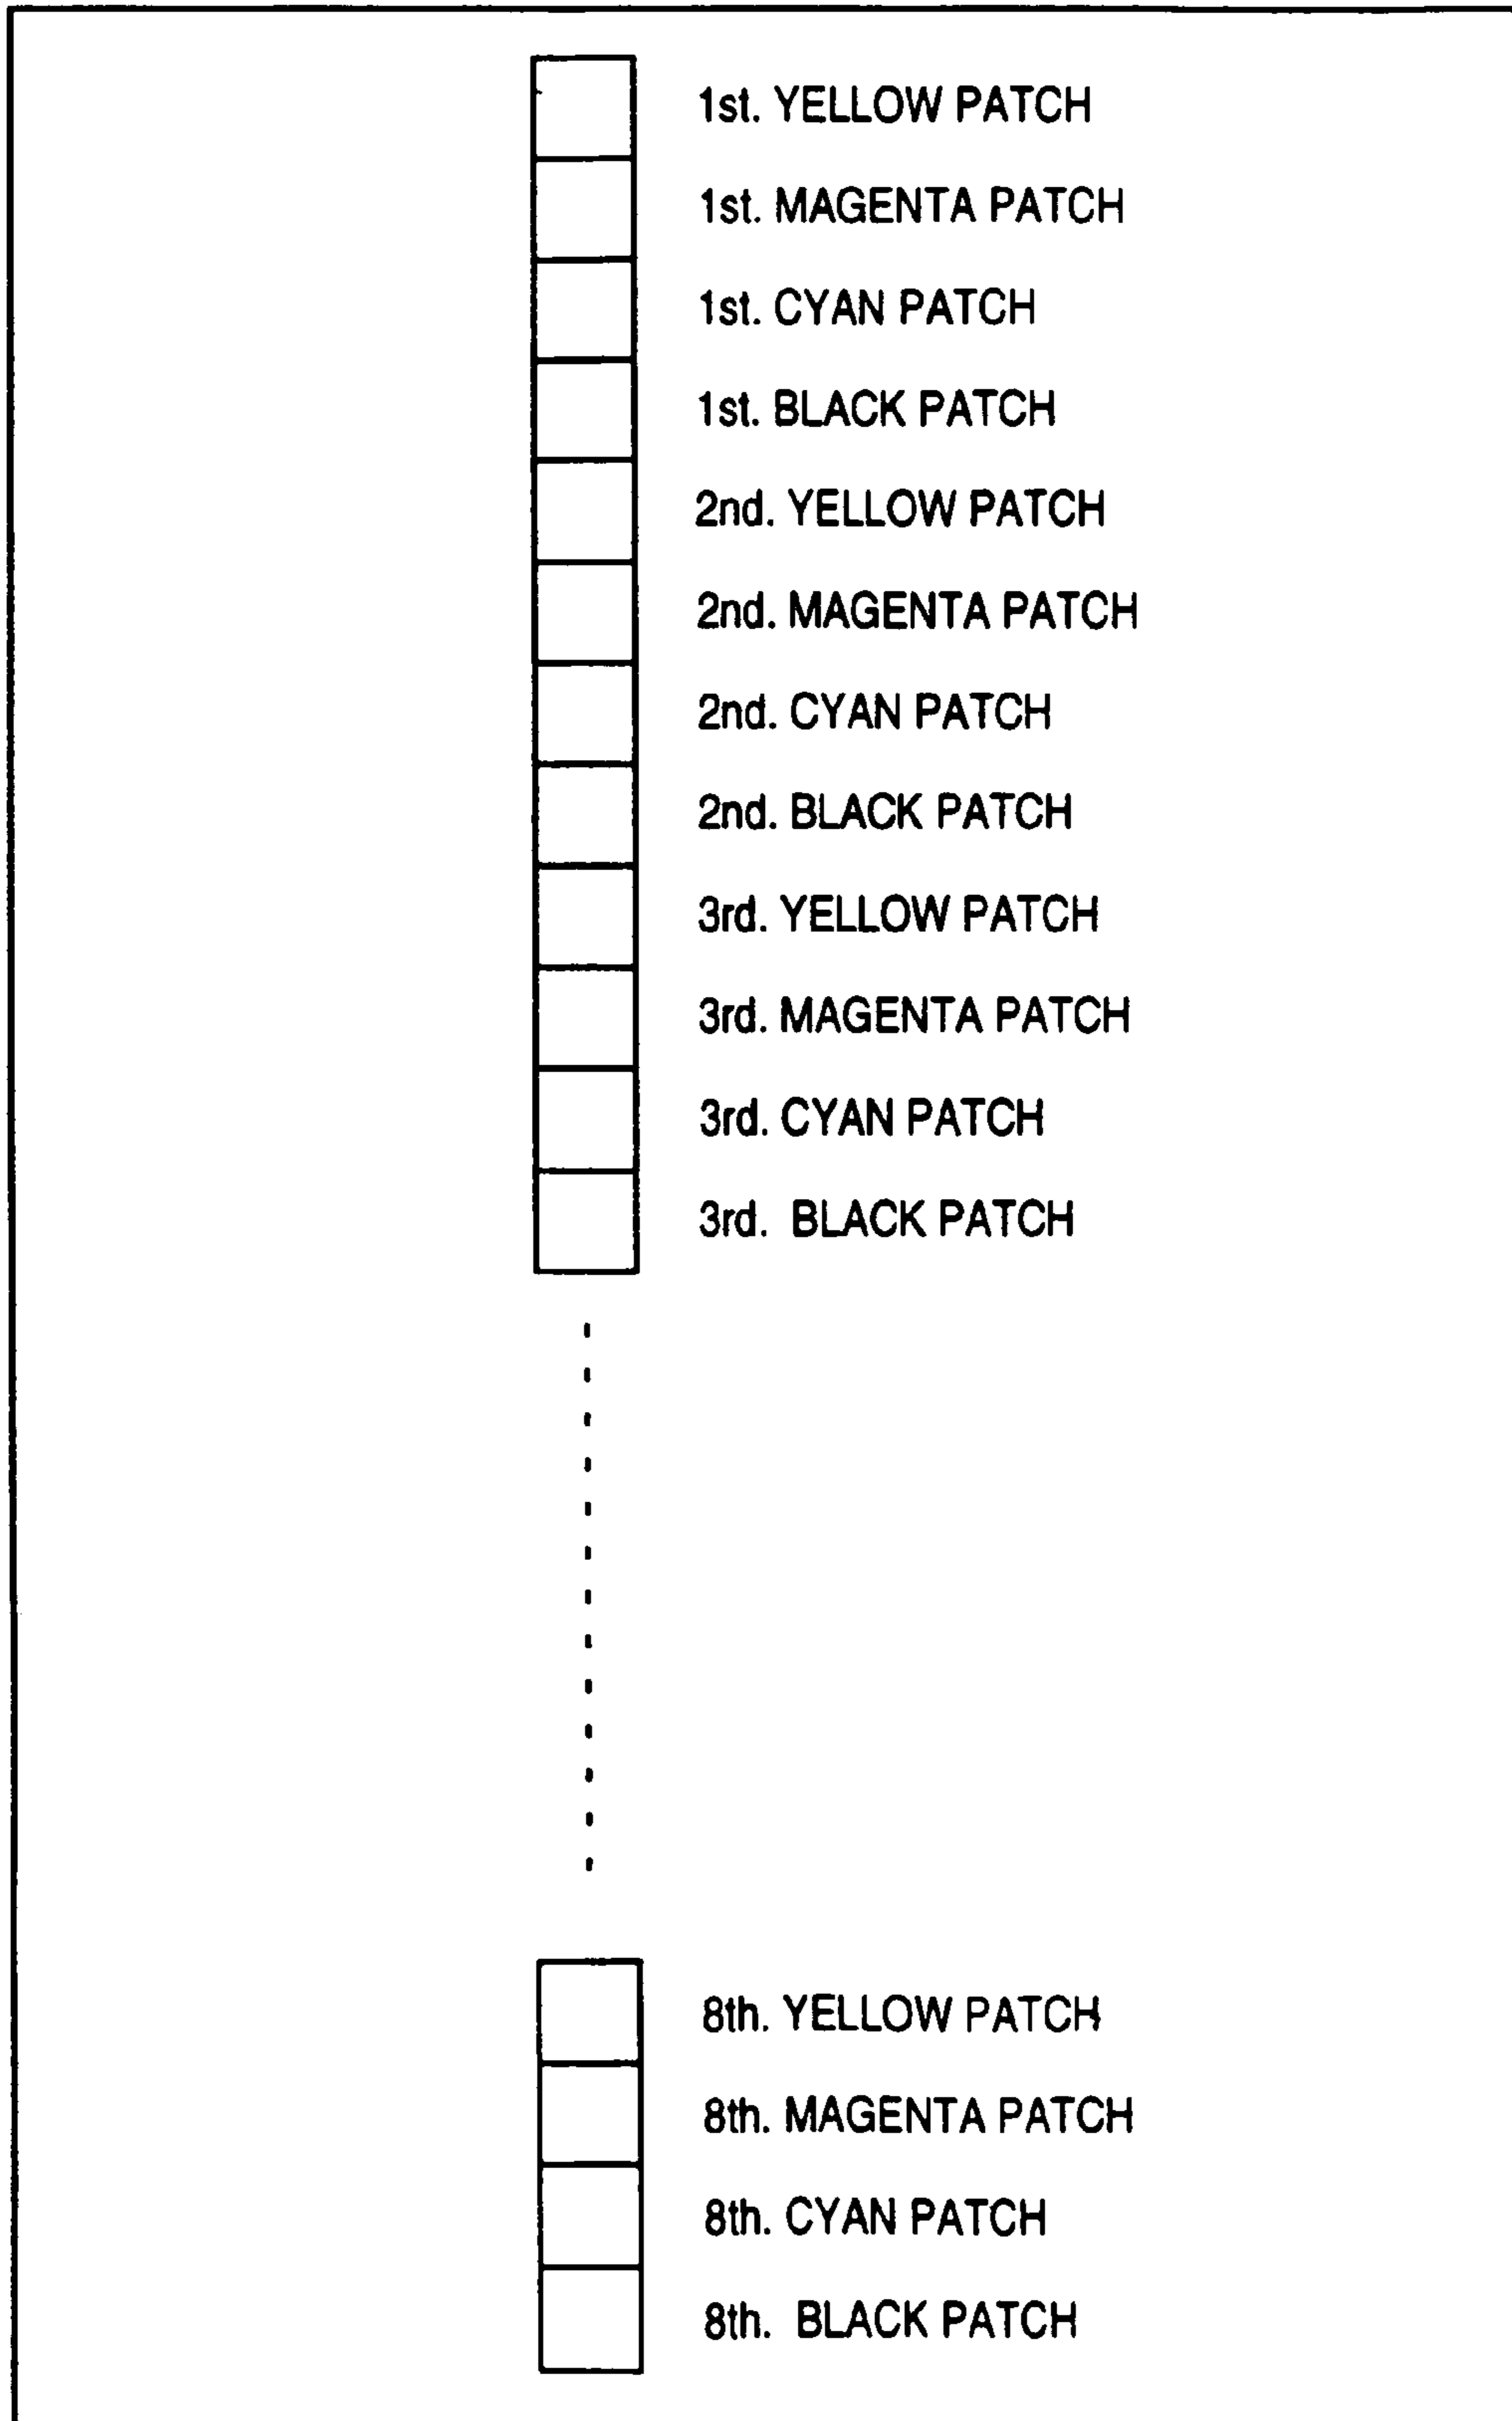 1st. YELLOW PATCH
1st. MAGENTA PATCH
1st. CYAN PATCH
1st. BLACK PATCH
2nd. YELLOW PATCH
2nd. MAGENTA PATCH
2nd. CYAN PATCH
2nd. BLACK PATCH
3rd. YELLOW PATCH
3rd. MAGENTA PATCH
3rd. CYAN PATCH
3rd. BLACK PATCH
8th. YELLOW PATCH
8th. MAGENTA PATCH
8th. CYAN PATCH
8th. BLACK PATCH